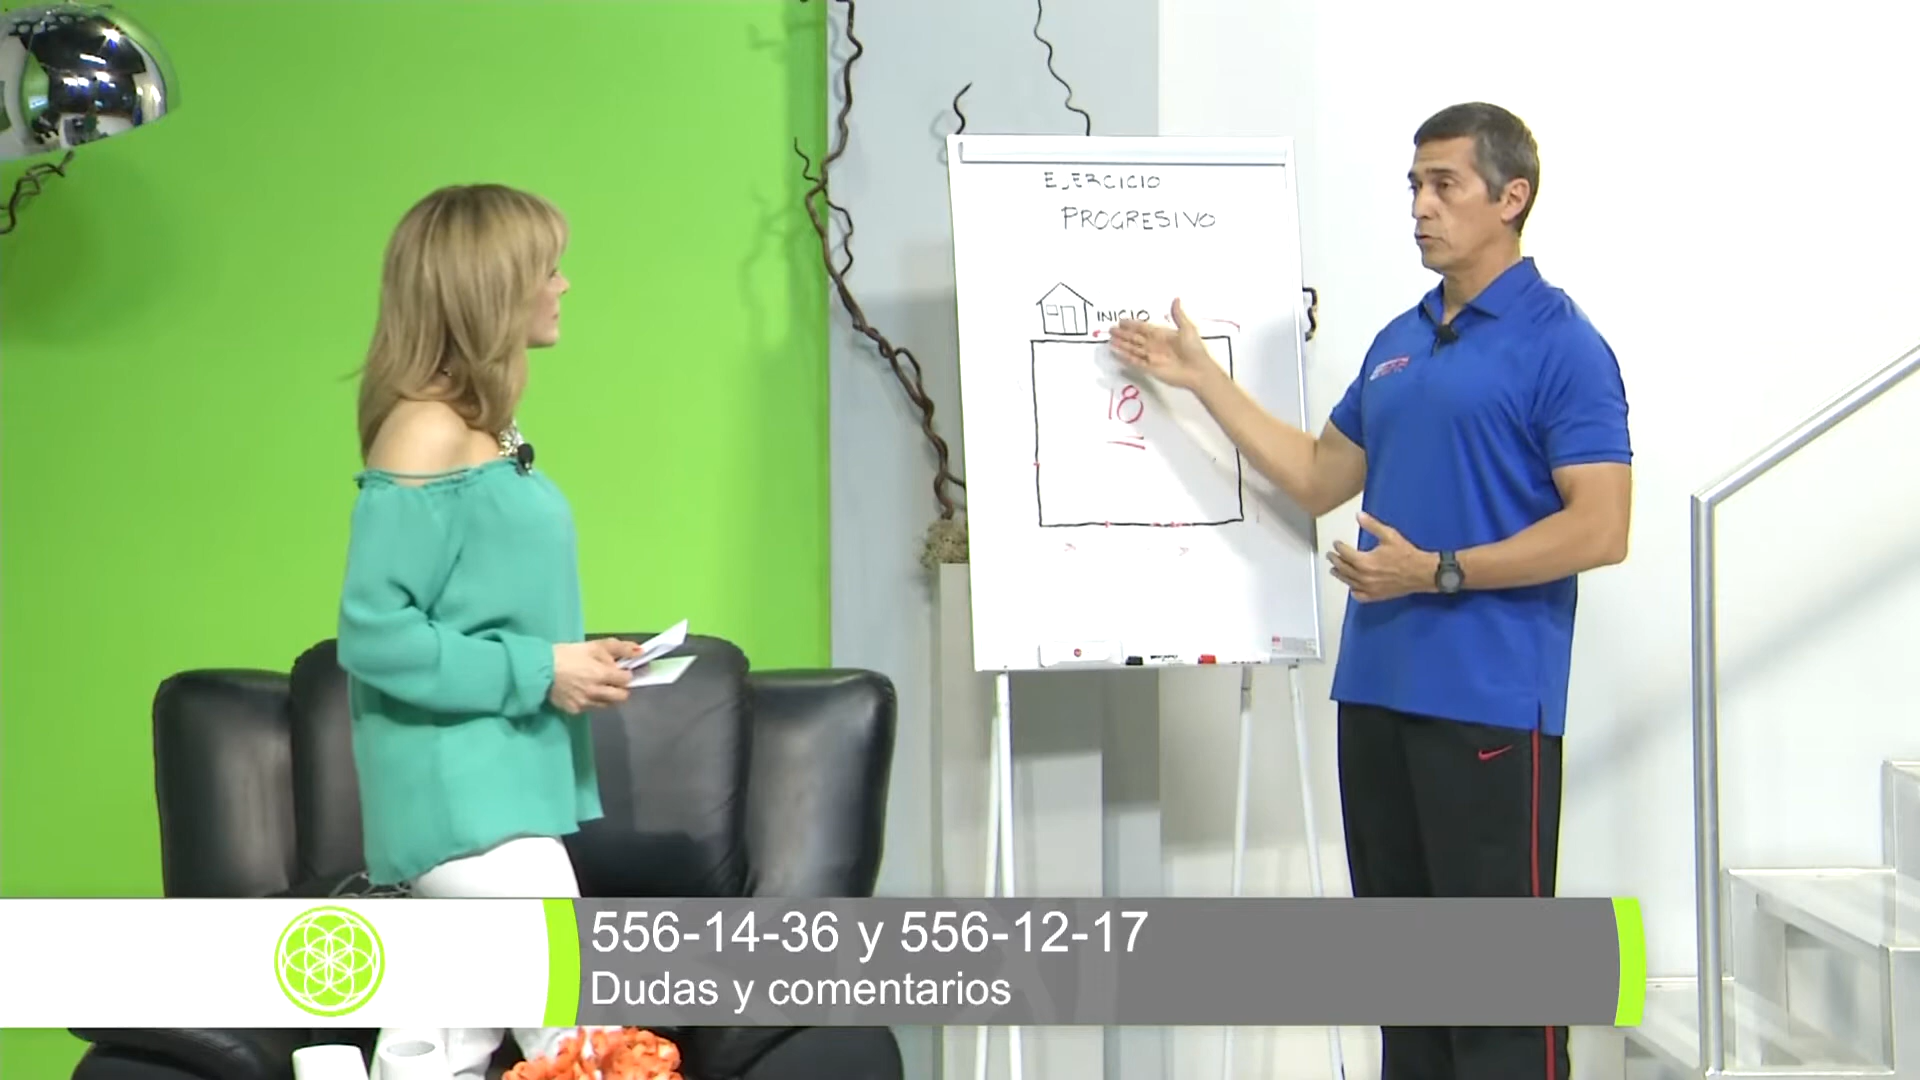 EJERCICIO
PROGRESIVO
INICIO
18
556-14-36 y 556-12-17
Dudas y comentarios